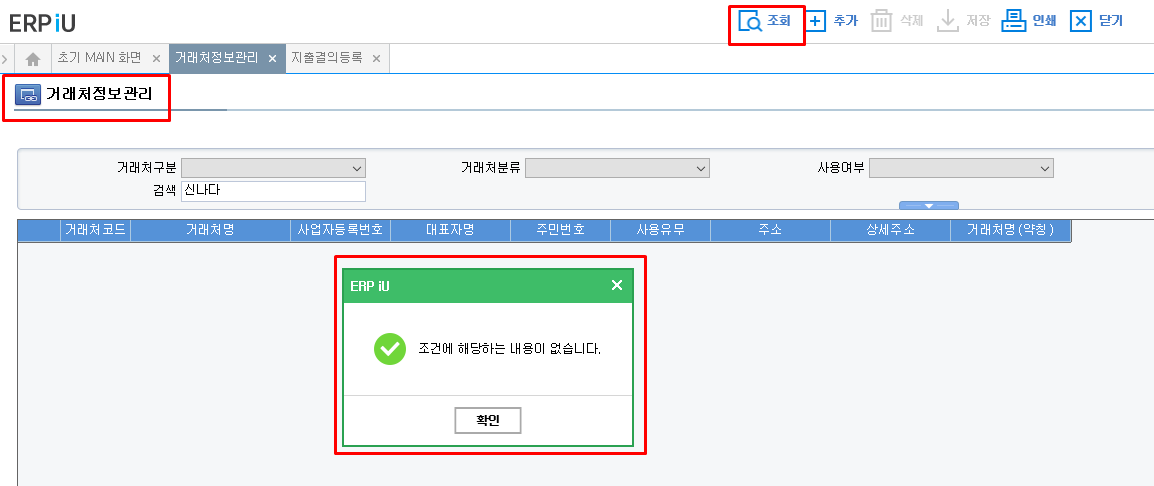 ERP iU 조회 추가 삭제 저장 인쇄 닫기
초기 MAIN 화면 거래처정보관리 지출결의등록
거래처정보관리
거래처구분 거래처분류 사용여부
검색 신나다
거래처코드 거래처명 사업자등록번호 대표자명 주민번호 사용유무 주소 상세주소 거래처명(약칭)
ERP iU
조건에 해당하는 내용이 없습니다.
확인